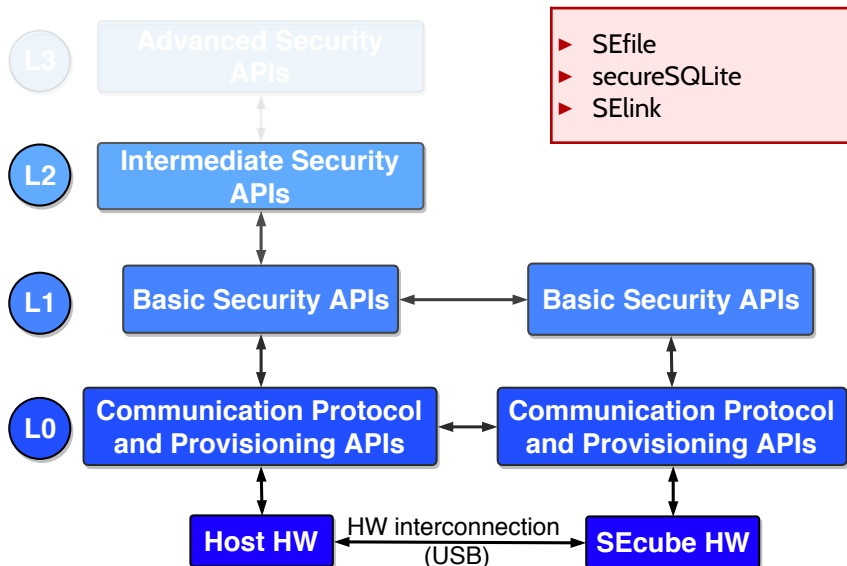 L3
Advanced Security
APIs
► SEfile
► secureSQLite
► SElink
L2
Intermediate Security
APIs
L1
Basic Security APIs
Basic Security APIs
L0
Communication Protocol
and Provisioning APIs
Communication Protocol
and Provisioning APIs
Host HW
HW interconnection
(USB)
SEcube HW